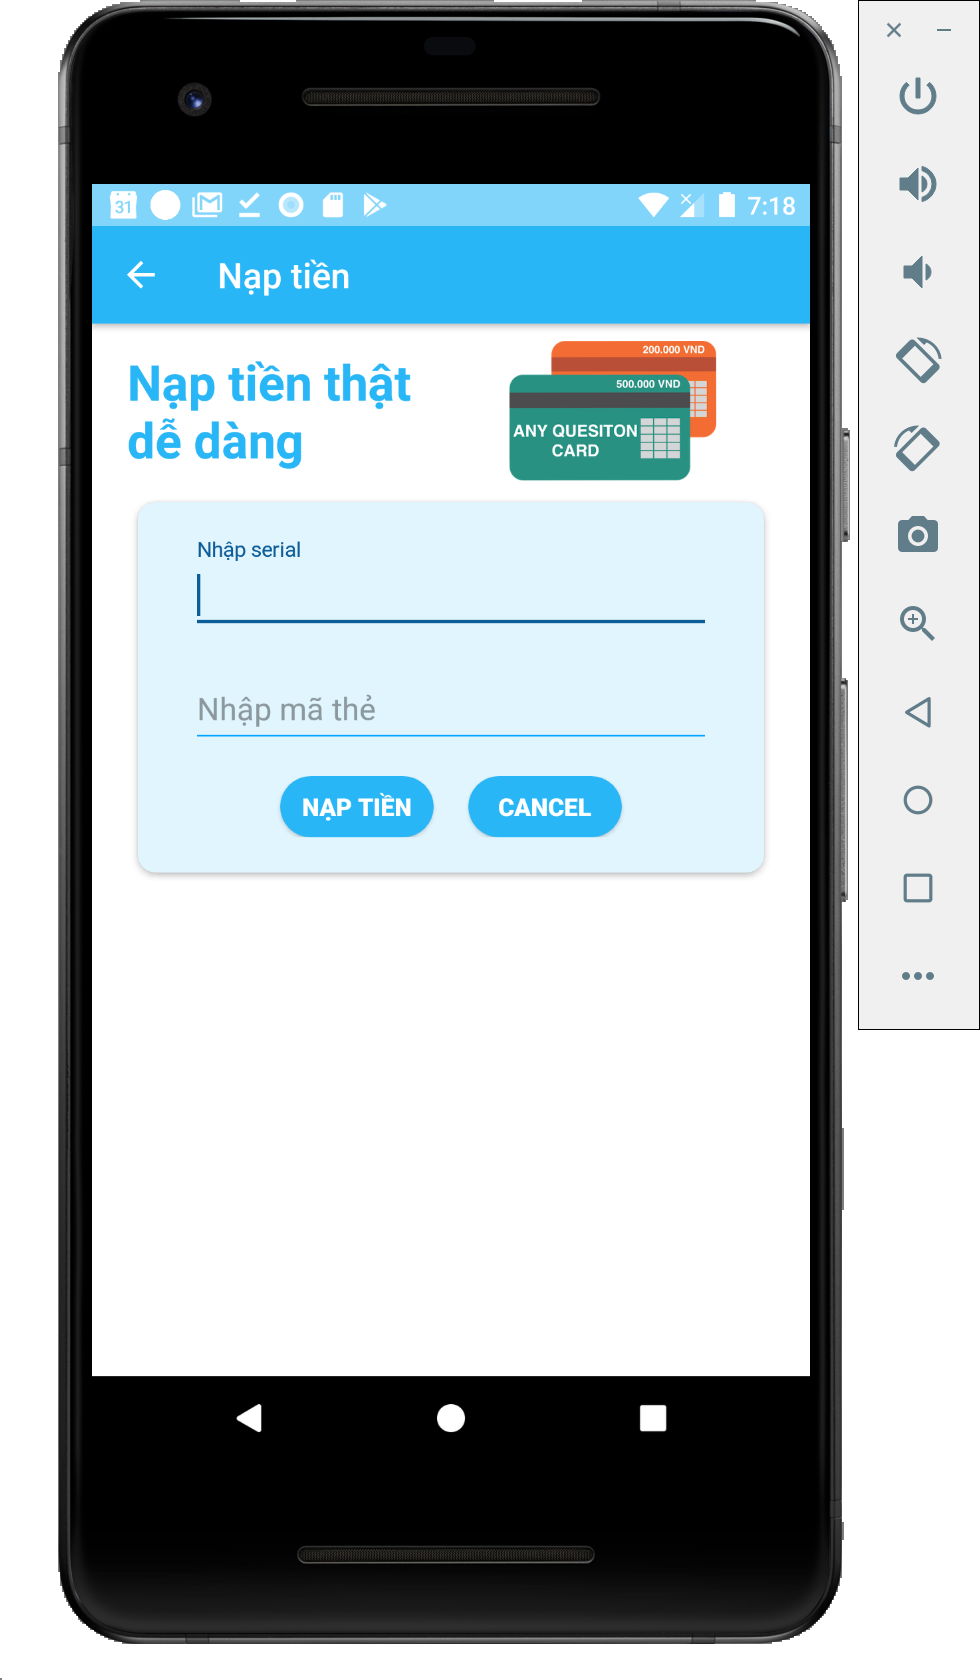 31
7:18
Nạp tiền
Nạp tiền thật
dễ dàng
200.000 VND
500.000 VND
ANY QUESITON
CARD
Nhập serial
Nhập mã thẻ
NẠP TIỀN
CANCEL